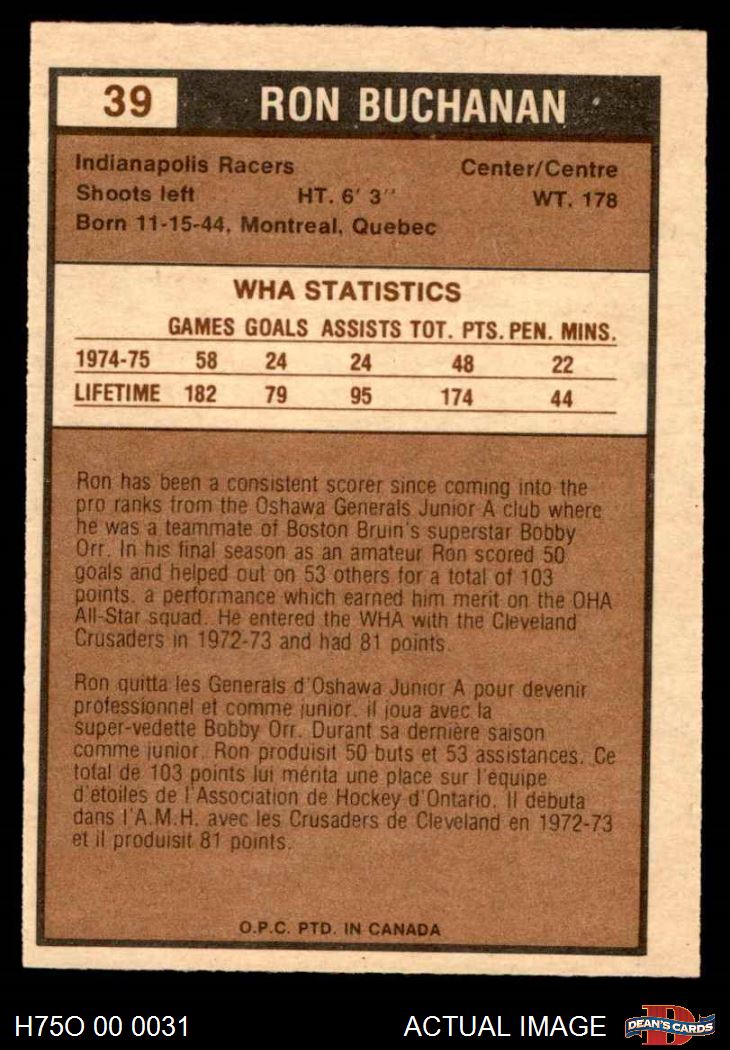 39 RON BUCHANAN
Indianapolis Racers Center/Centre
Shoots left HT. 6' 3'' WT. 178
Born 11-15-44, Montreal, Quebec
WHA STATISTICS
GAMES GOALS ASSISTS TOT. PTS. PEN. MINS.
1974-75 58 24 24 48 22
LIFETIME 182 79 95 174 44
Ron has been a consistent scorer since coming into the
pro ranks from the Oshawa Generals Junior A club where
he was a teammate of Boston Bruin's superstar Bobby
Orr. In his final season as an amateur Ron scored 50
goals and helped out on 53 others for a total of 103
points. a performance which earned him merit on the OHA
All-Star squad. He entered the WHA with the Cleveland
Crusaders in 1972-73 and had 81 points.
Ron quitta les Generals d'Oshawa Junior A pour devenir
professionnel et comme junior, il joua avec la
super-vedette Bobby Orr. Durant sa dernière saison
comme junior, Ron produisit 50 buts et 53 assistances. Ce
total de 103 points lui mérita une place sur l'équipe
d'étoiles de l'Association de Hockey d'Ontario. Il débuta
dans l'A.M.H. avec les Crusaders de Cleveland en 1972-73
et il produisit 81 points.
O.P.C. PTD. IN CANADA
H75O 00 0031 ACTUAL IMAGE D DEAN'S CARDS